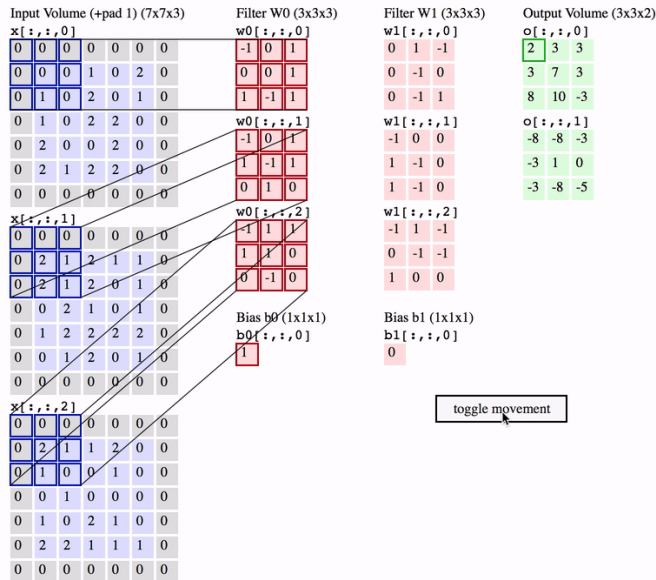 Input Volume (+pad 1) (7x7x3)
x[:,:,0]
0 0 0 0 0 0 0
0 0 0 1 0 2 0
0 1 0 2 0 1 0
0 1 0 2 2 0 0
0 2 0 0 2 0 0
0 2 1 2 2 0 0
0 0 0 0 0 0 0
x[:,:,1]
0 0 0 0 0 0 0
0 2 1 2 1 1 0
0 2 1 2 0 1 0
0 0 2 1 0 1 0
0 1 2 2 2 2 0
0 0 1 2 0 1 0
0 0 0 0 0 0 0
x[:,:,2]
0 0 0 0 0 0 0
0 2 1 1 2 0 0
0 1 0 0 1 0 0
0 0 1 0 0 0 0
0 1 0 2 1 0 0
0 2 2 1 1 1 0
0 0 0 0 0 0 0
Filter W0 (3x3x3)
w0[:,:,0]
-1 0 1
0 0 1
1 -1 1
w0[:,:,1]
-1 0 1
1 -1 1
0 1 0
w0[:,:,2]
-1 1 1
1 1 0
0 -1 0
Bias b0 (1x1x1)
b0[:,:,0]
1
Filter W1 (3x3x3)
w1[:,:,0]
0 1 -1
0 -1 0
0 -1 1
w1[:,:,1]
-1 0 0
1 -1 0
1 -1 0
w1[:,:,2]
-1 1 -1
0 -1 -1
1 0 0
Bias b1 (1x1x1)
b1[:,:,0]
0
Output Volume (3x3x2)
o[:,:,0]
2 3 3
3 7 3
8 10 -3
o[:,:,1]
-8 -8 -3
-3 1 0
-3 -8 -5
toggle movement